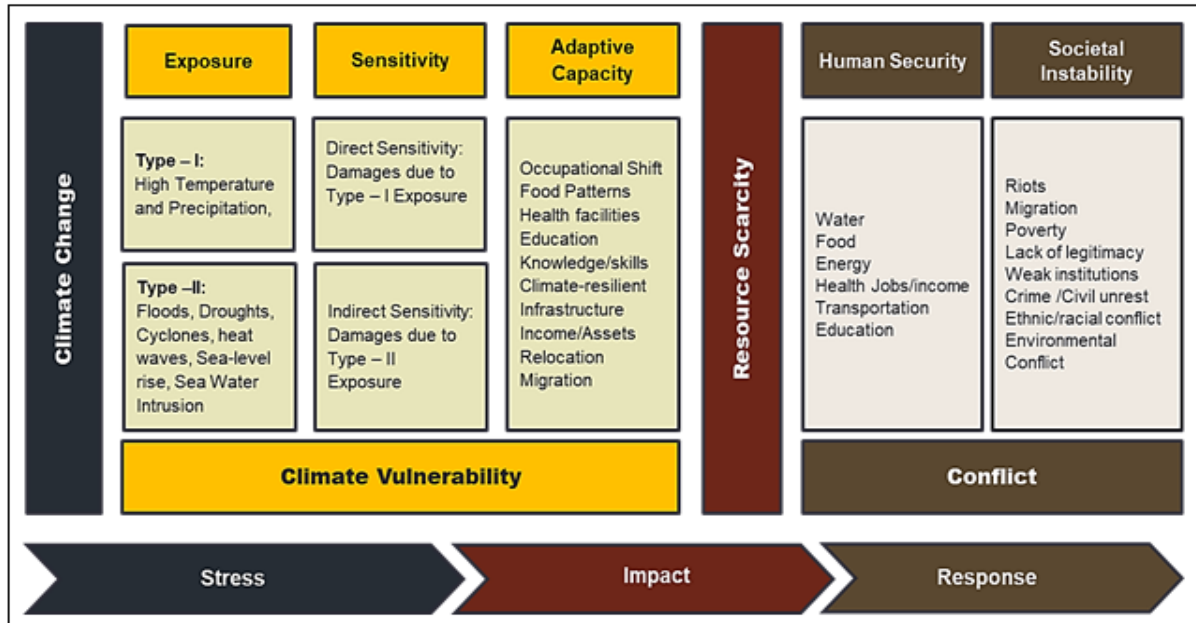 Climate Change
Exposure
Sensitivity
Adaptive
Capacity
Type – I:
High Temperature
and Precipitation,
Direct Sensitivity:
Damages due to
Type – I Exposure
Type –II:
Floods, Droughts,
Cyclones, heat
waves, Sea-level
rise, Sea Water
Intrusion
Indirect Sensitivity:
Damages due to
Type – II
Exposure
Occupational Shift
Food Patterns
Health facilities
Education
Knowledge/skills
Climate-resilient
Infrastructure
Income/Assets
Relocation
Migration
Climate Vulnerability
Resource Scarcity
Human Security
Societal
Instability
Water
Food
Energy
Health Jobs/income
Transportation
Education
Riots
Migration
Poverty
Lack of legitimacy
Weak institutions
Crime /Civil unrest
Ethnic/racial conflict
Environmental
Conflict
Conflict
Stress
Impact
Response